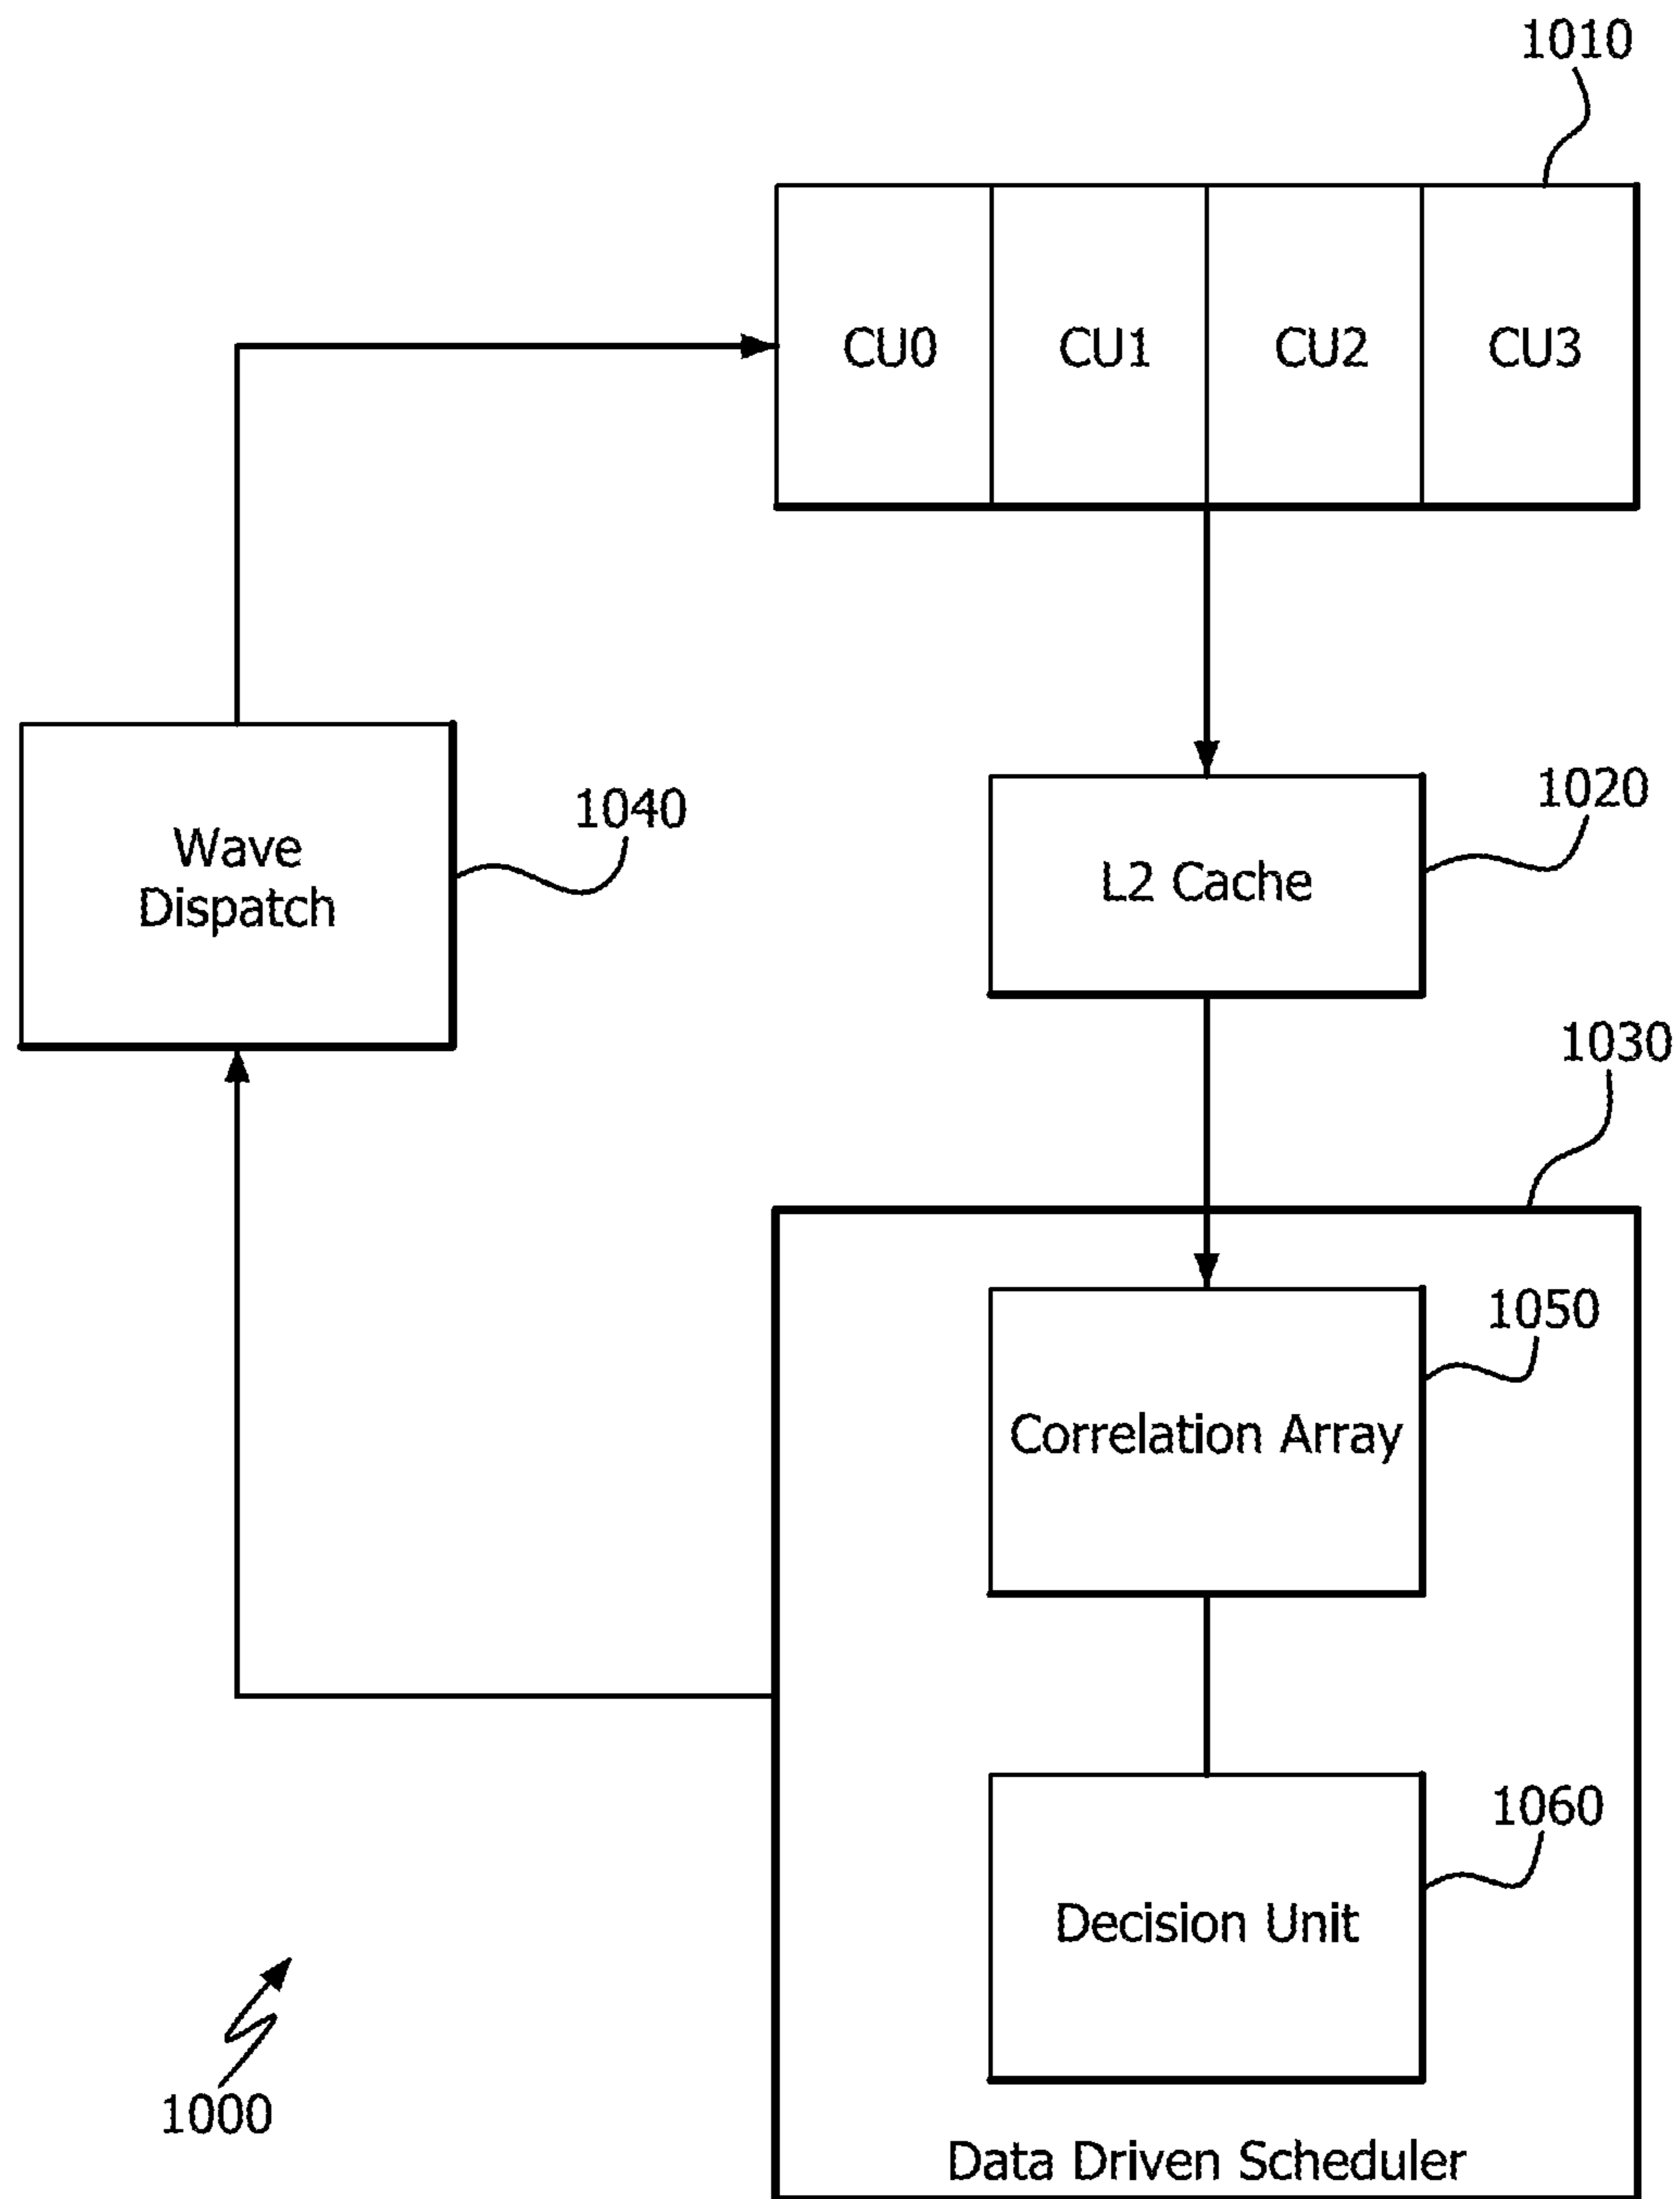 1010
CU0 CU1 CU2 CU3
1040
1020
Wave
Dispatch
L2 Cache
1030
1050
Correlation Array
1060
Decision Unit
1000
Data Driven Scheduler